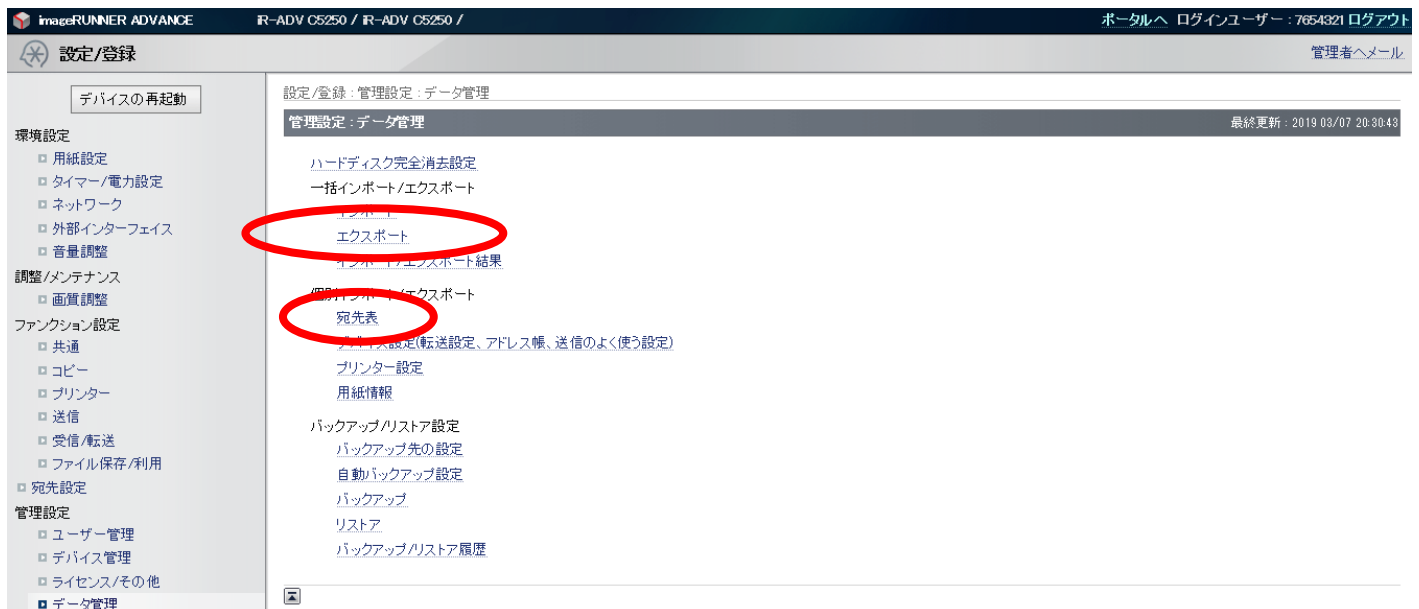 imageRUNNER ADVANCE iR-ADV C5250 / iR-ADV C5250 / ポータルへ ログインユーザー : 7654321 ログアウト
設定/登録 管理者へメール
デバイスの再起動
環境設定
用紙設定
タイマー/電力設定
ネットワーク
外部インターフェイス
音量調整
調整/メンテナンス
画質調整
ファンクション設定
共通
コピー
プリンター
送信
受信/転送
ファイル保存/利用
宛先設定
管理設定
ユーザー管理
デバイス管理
ライセンス/その他
データ管理
設定/登録 : 管理設定 : データ管理
管理設定 : データ管理 最終更新 : 2019 03/07 20:30:43
ハードディスク完全消去設定
一括インポート/エクスポート
インポート
エクスポート
インポート/エクスポート結果
個別インポート/エクスポート
宛先表
デバイス設定(転送設定、アドレス帳、送信のよく使う設定)
プリンター設定
用紙情報
バックアップ/リストア設定
バックアップ先の設定
自動バックアップ設定
バックアップ
リストア
バックアップ/リストア履歴